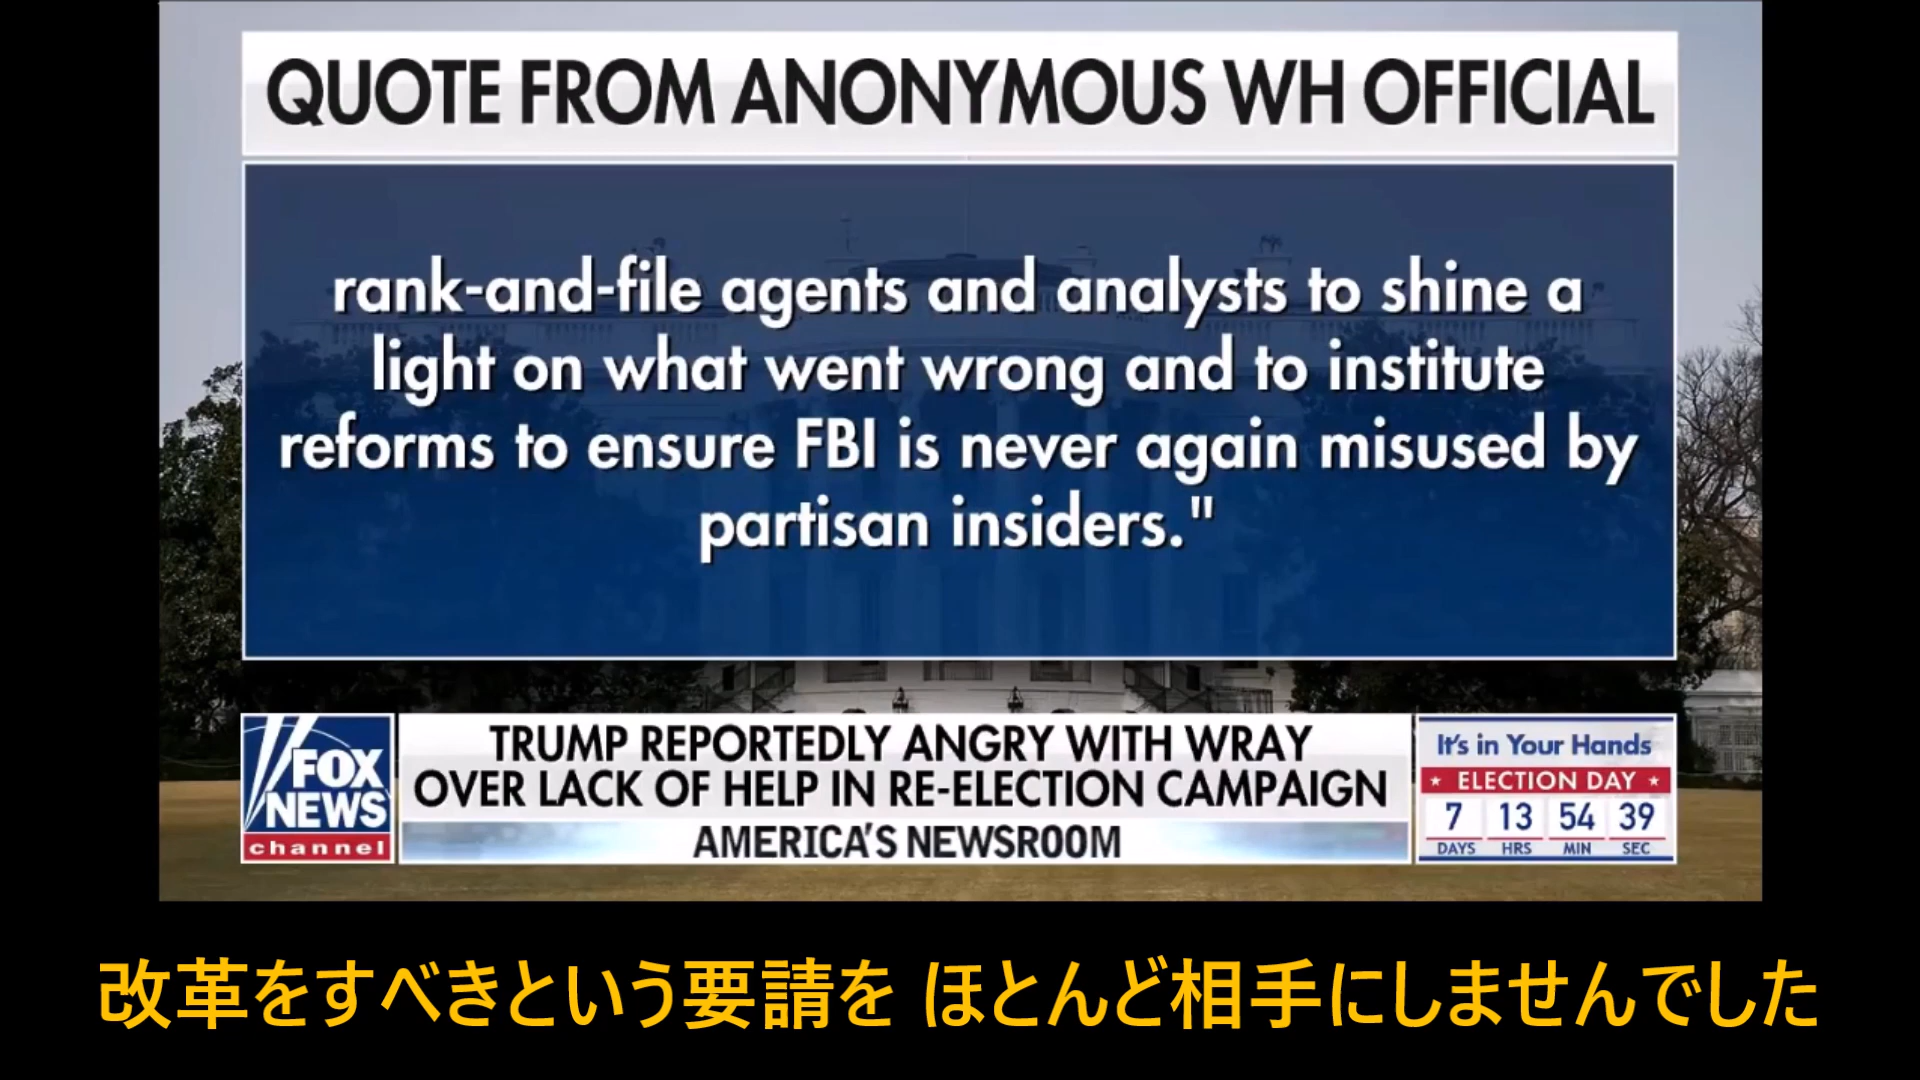 QUOTE FROM ANONYMOUS WH OFFICIAL
rank-and-file agents and analysts to shine a
light on what went wrong and to institute
reforms to ensure FBI is never again misused by
partisan insiders."
FOX
NEWS
channel
TRUMP REPORTEDLY ANGRY WITH WRAY
OVER LACK OF HELP IN RE-ELECTION CAMPAIGN
AMERICA'S NEWSROOM
It's in Your Hands
★ ELECTION DAY ★
7 13 54 39
DAYS HRS MIN SEC
改革をすべきという要請を ほとんど相手にしませんでした